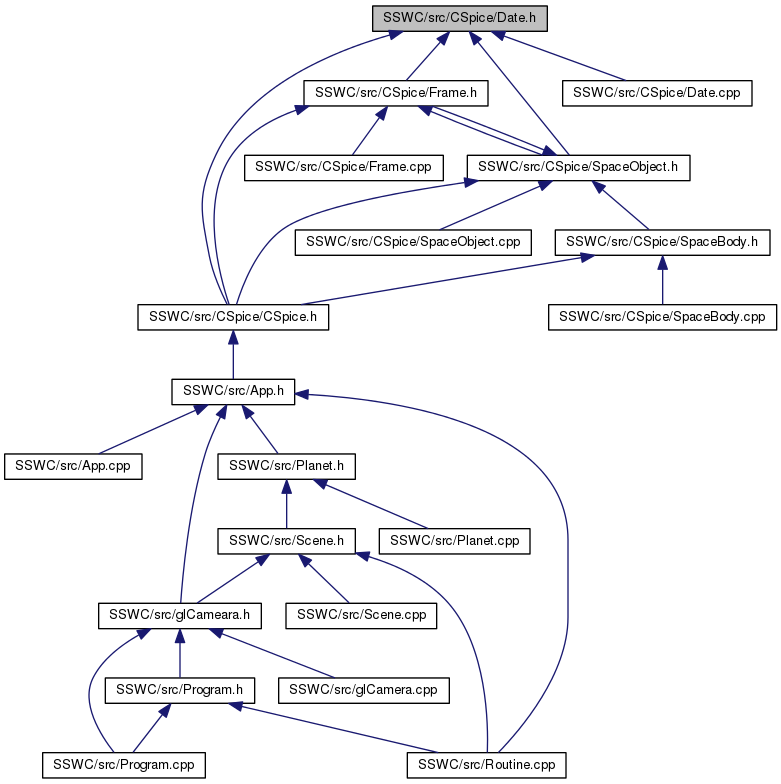 SSWC/src/CSpice/Date.h
SSWC/src/CSpice/Frame.h
SSWC/src/CSpice/Date.cpp
SSWC/src/CSpice/Frame.cpp
SSWC/src/CSpice/SpaceObject.h
SSWC/src/CSpice/SpaceObject.cpp
SSWC/src/CSpice/SpaceBody.h
SSWC/src/CSpice/CSpice.h
SSWC/src/CSpice/SpaceBody.cpp
SSWC/src/App.h
SSWC/src/App.cpp
SSWC/src/Planet.h
SSWC/src/Scene.h
SSWC/src/Planet.cpp
SSWC/src/glCameara.h
SSWC/src/Scene.cpp
SSWC/src/Program.h
SSWC/src/glCamera.cpp
SSWC/src/Program.cpp
SSWC/src/Routine.cpp